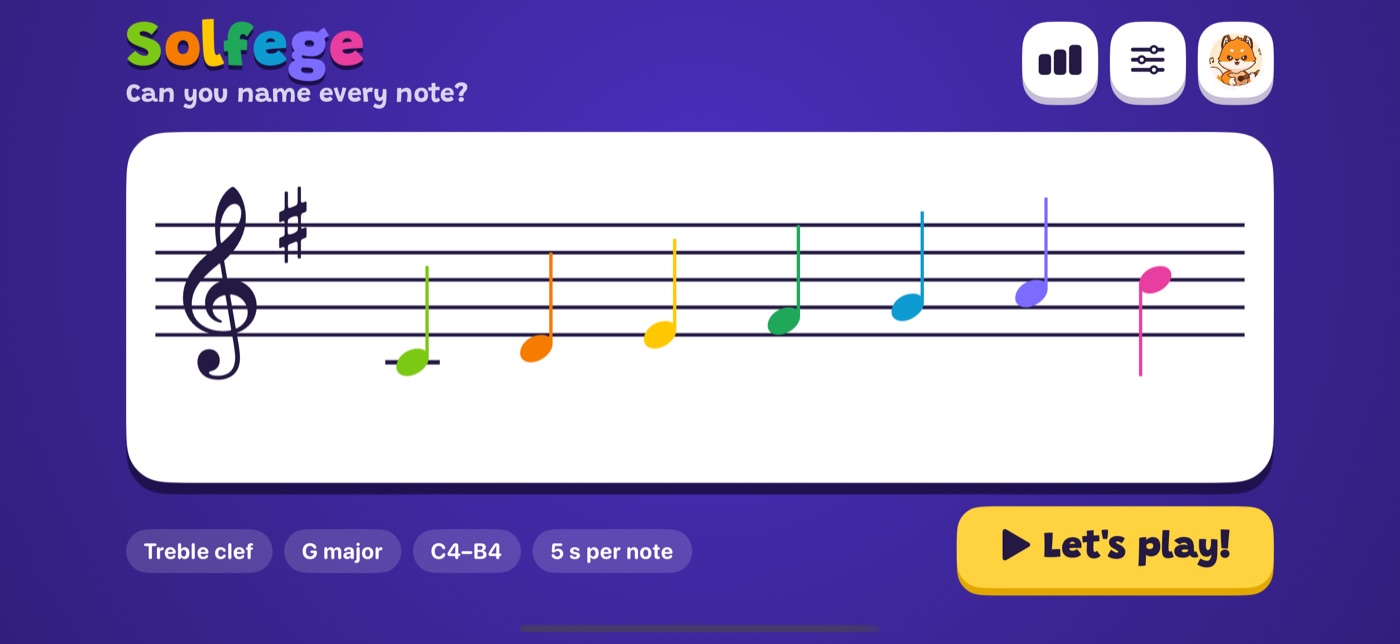 Solfege
Can you name every note?
Treble clef
G major
C4–B4
5 s per note
Let's play!